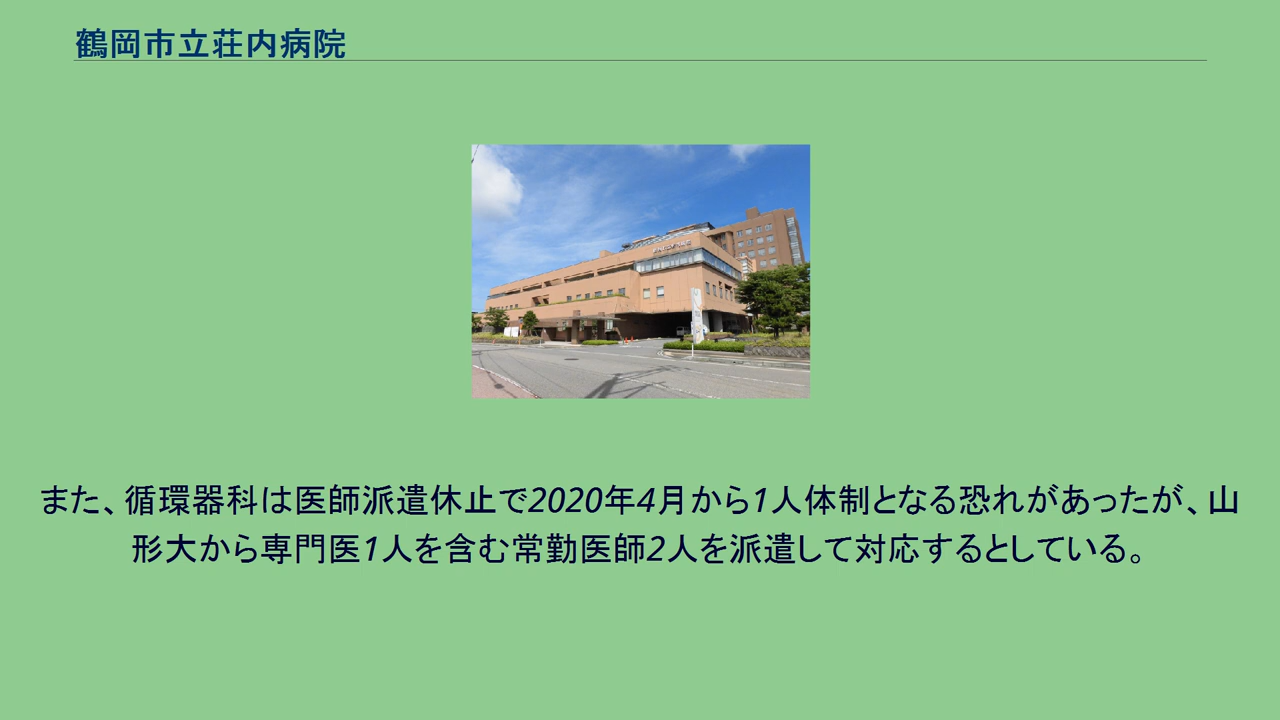 鶴岡市立荘内病院
また、循環器科は医師派遣休止で2020年4月から1人体制となる恐れがあったが、山
形大から専門医1人を含む常勤医師2人を派遣して対応するとしている。